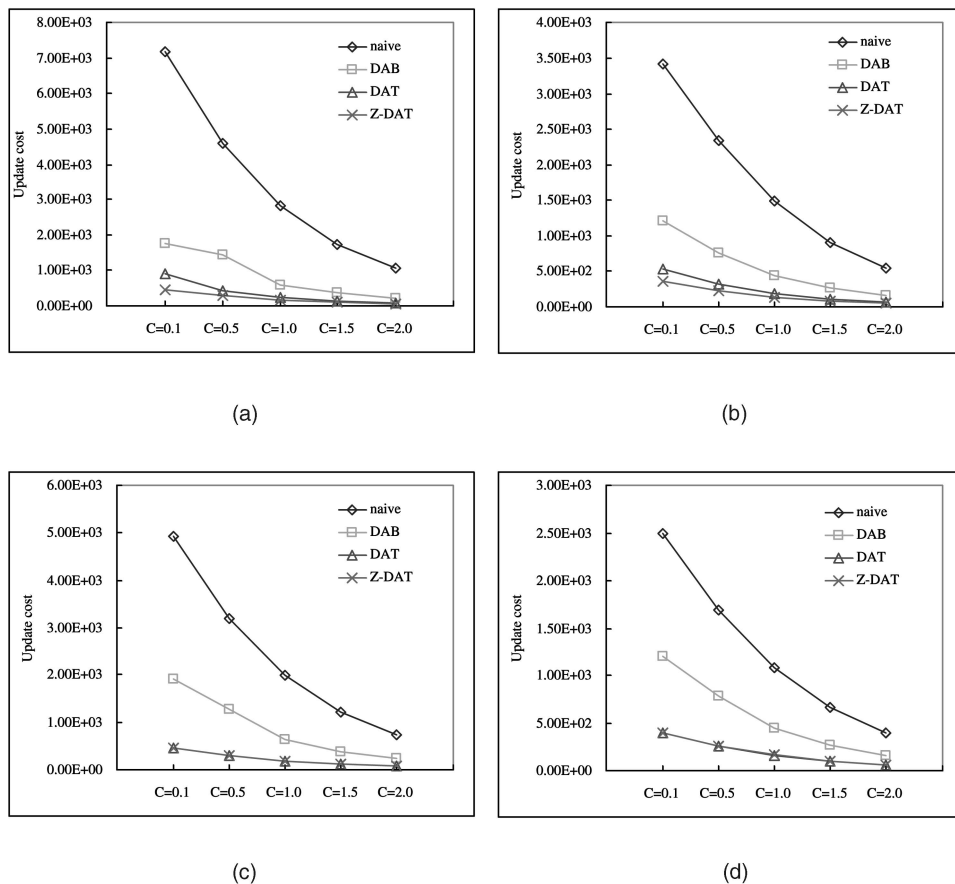 8.00E+03
7.00E+03
6.00E+03
5.00E+03
4.00E+03
3.00E+03
2.00E+03
1.00E+03
0.00E+00
Update cost
naive
DAB
DAT
Z-DAT
C=0.1 C=0.5 C=1.0 C=1.5 C=2.0
(a)
4.00E+03
3.50E+03
3.00E+03
2.50E+03
2.00E+03
1.50E+03
1.00E+03
5.00E+02
0.00E+00
Update cost
naive
DAB
DAT
Z-DAT
C=0.1 C=0.5 C=1.0 C=1.5 C=2.0
(b)
6.00E+03
5.00E+03
4.00E+03
3.00E+03
2.00E+03
1.00E+03
0.00E+00
Update cost
naive
DAB
DAT
Z-DAT
C=0.1 C=0.5 C=1.0 C=1.5 C=2.0
(c)
3.00E+03
2.50E+03
2.00E+03
1.50E+03
1.00E+03
5.00E+02
0.00E+00
Update cost
naive
DAB
DAT
Z-DAT
C=0.1 C=0.5 C=1.0 C=1.5 C=2.0
(d)